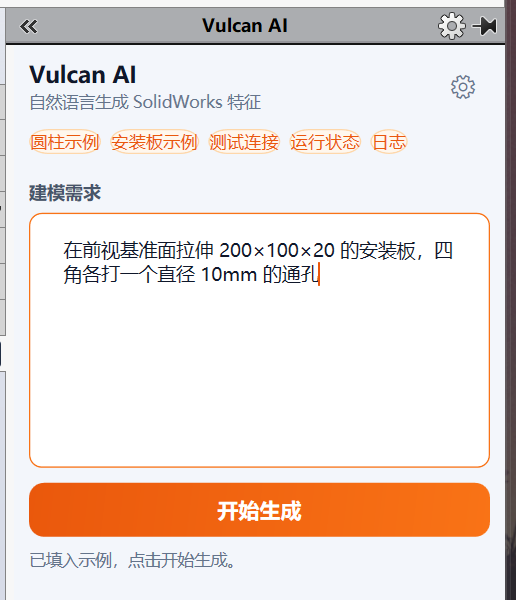 Vulcan AI
Vulcan AI
自然语言生成 SolidWorks 特征
圆柱示例 安装板示例 测试连接 运行状态 日志
建模需求
在前视基准面拉伸 200×100×20 的安装板，四
角各打一个直径 10mm 的通孔
开始生成
已填入示例，点击开始生成。